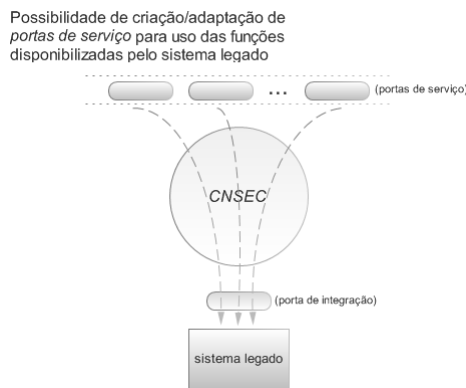 Possibilidade de criação/adaptação de
portas de serviço para uso das funções
disponibilizadas pelo sistema legado
... (portas de serviço)
CNSEC
(porta de integração)
sistema legado